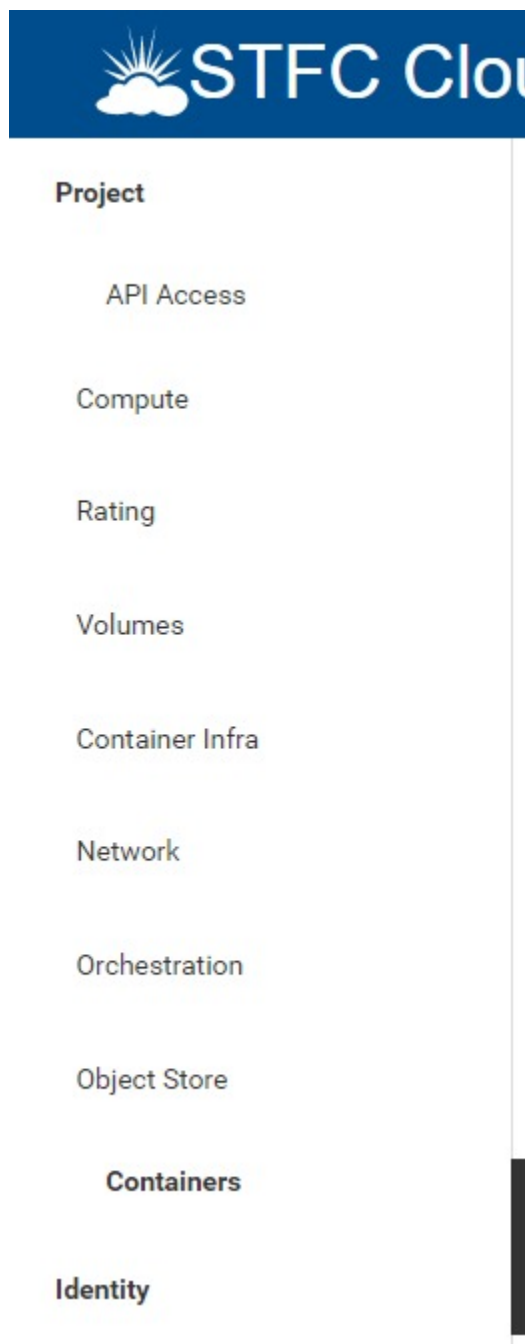 STFC Clou
Project
API Access
Compute
Rating
Volumes
Container Infra
Network
Orchestration
Object Store
Containers
Identity